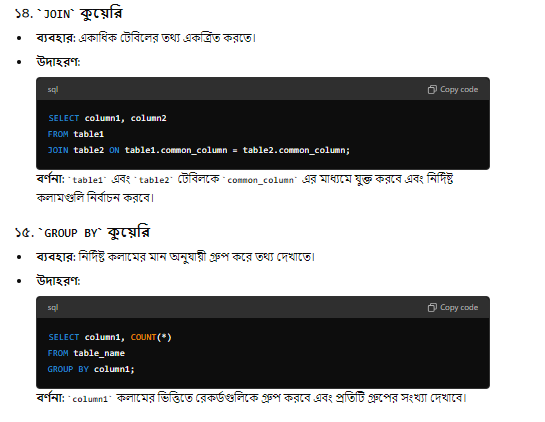 ১৪. `JOIN` কুয়েরি
• ব্যবহার: একাধিক টেবিলের তথ্য একত্রিত করতে।
• উদাহরণ:
sql Copy code
SELECT column1, column2
FROM table1
JOIN table2 ON table1.common_column = table2.common_column;
বর্ণনা: `table1` এবং `table2` টেবিলকে `common_column` এর মাধ্যমে যুক্ত করবে এবং নির্দিষ্ট
কলামগুলি নির্বাচন করবে।
১৫. `GROUP BY` কুয়েরি
• ব্যবহার: নির্দিষ্ট কলামের মান অনুযায়ী গ্রুপ করে তথ্য দেখাতে।
• উদাহরণ:
sql Copy code
SELECT column1, COUNT(*)
FROM table_name
GROUP BY column1;
বর্ণনা: `column1` কলামের ভিত্তিতে রেকর্ডগুলিকে গ্রুপ করবে এবং প্রতিটি গ্রুপের সংখ্যা দেখাবে।